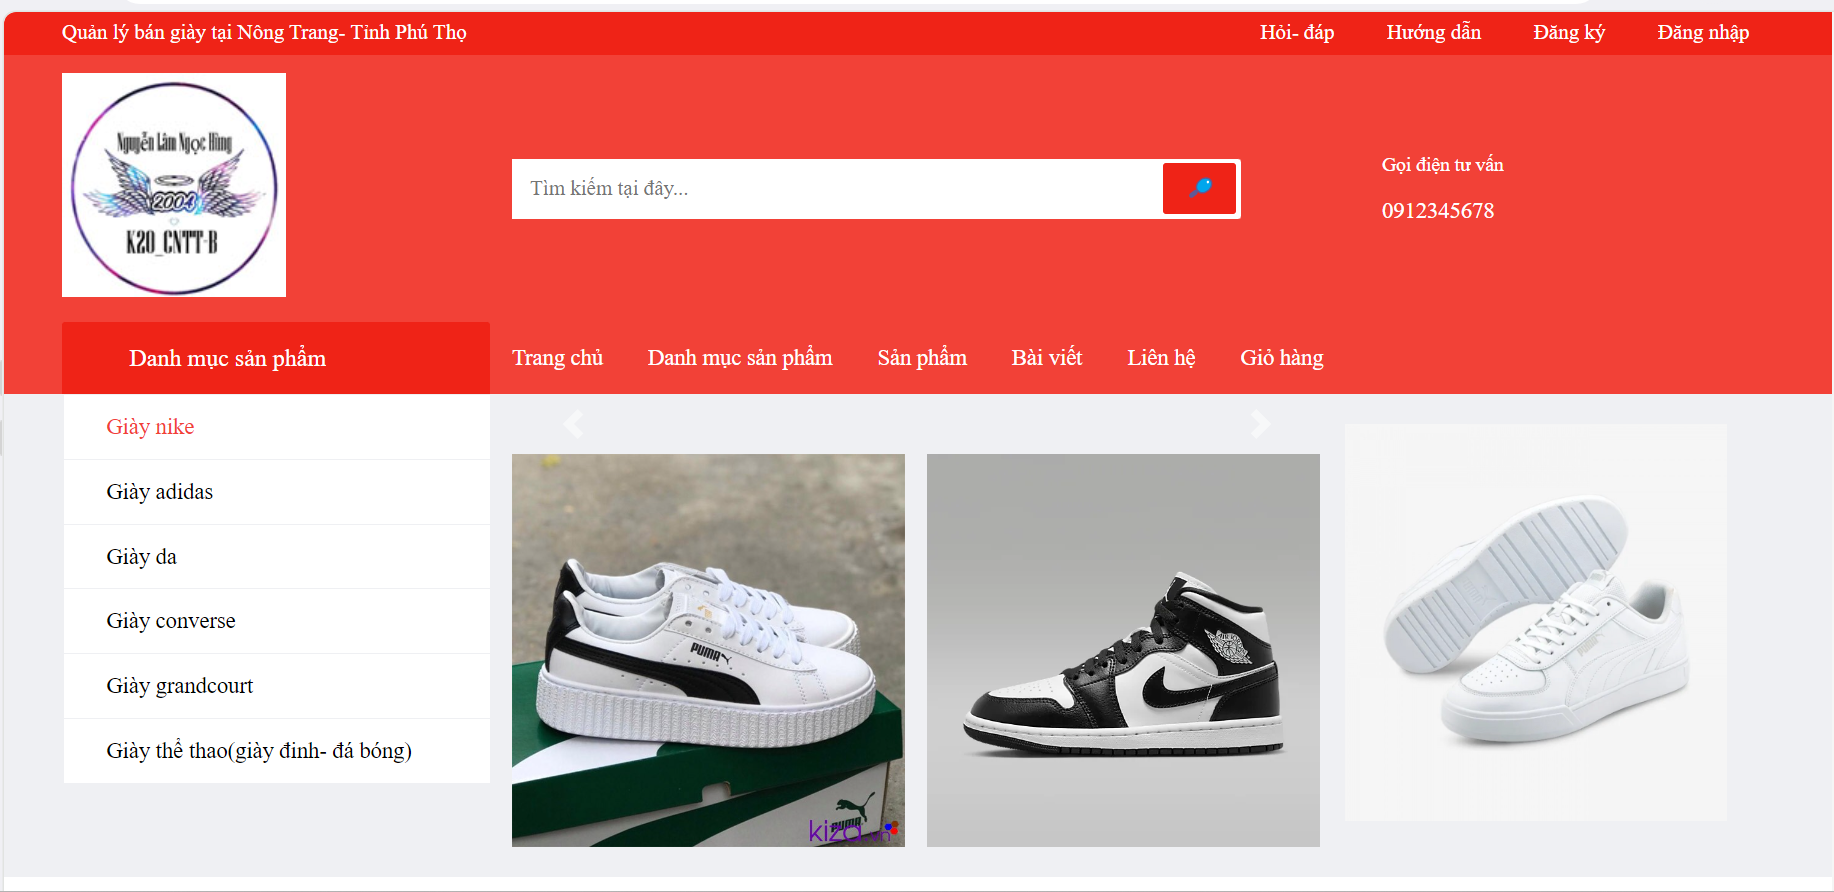 Quản lý bán giày tại Nông Trang- Tỉnh Phú Thọ
Hỏi- đáp
Hướng dẫn
Đăng ký
Đăng nhập
Nguyễn Lâm Ngọc Hùng
2004
K20_CNTT-B
Tìm kiếm tại đây...
Gọi điện tư vấn
0912345678
Danh mục sản phẩm
Trang chủ
Danh mục sản phẩm
Sản phẩm
Bài viết
Liên hệ
Giỏ hàng
Giày nike
Giày adidas
Giày da
Giày converse
Giày grandcourt
Giày thể thao(giày đinh- đá bóng)
PUMA
PUMA
kiza.vn